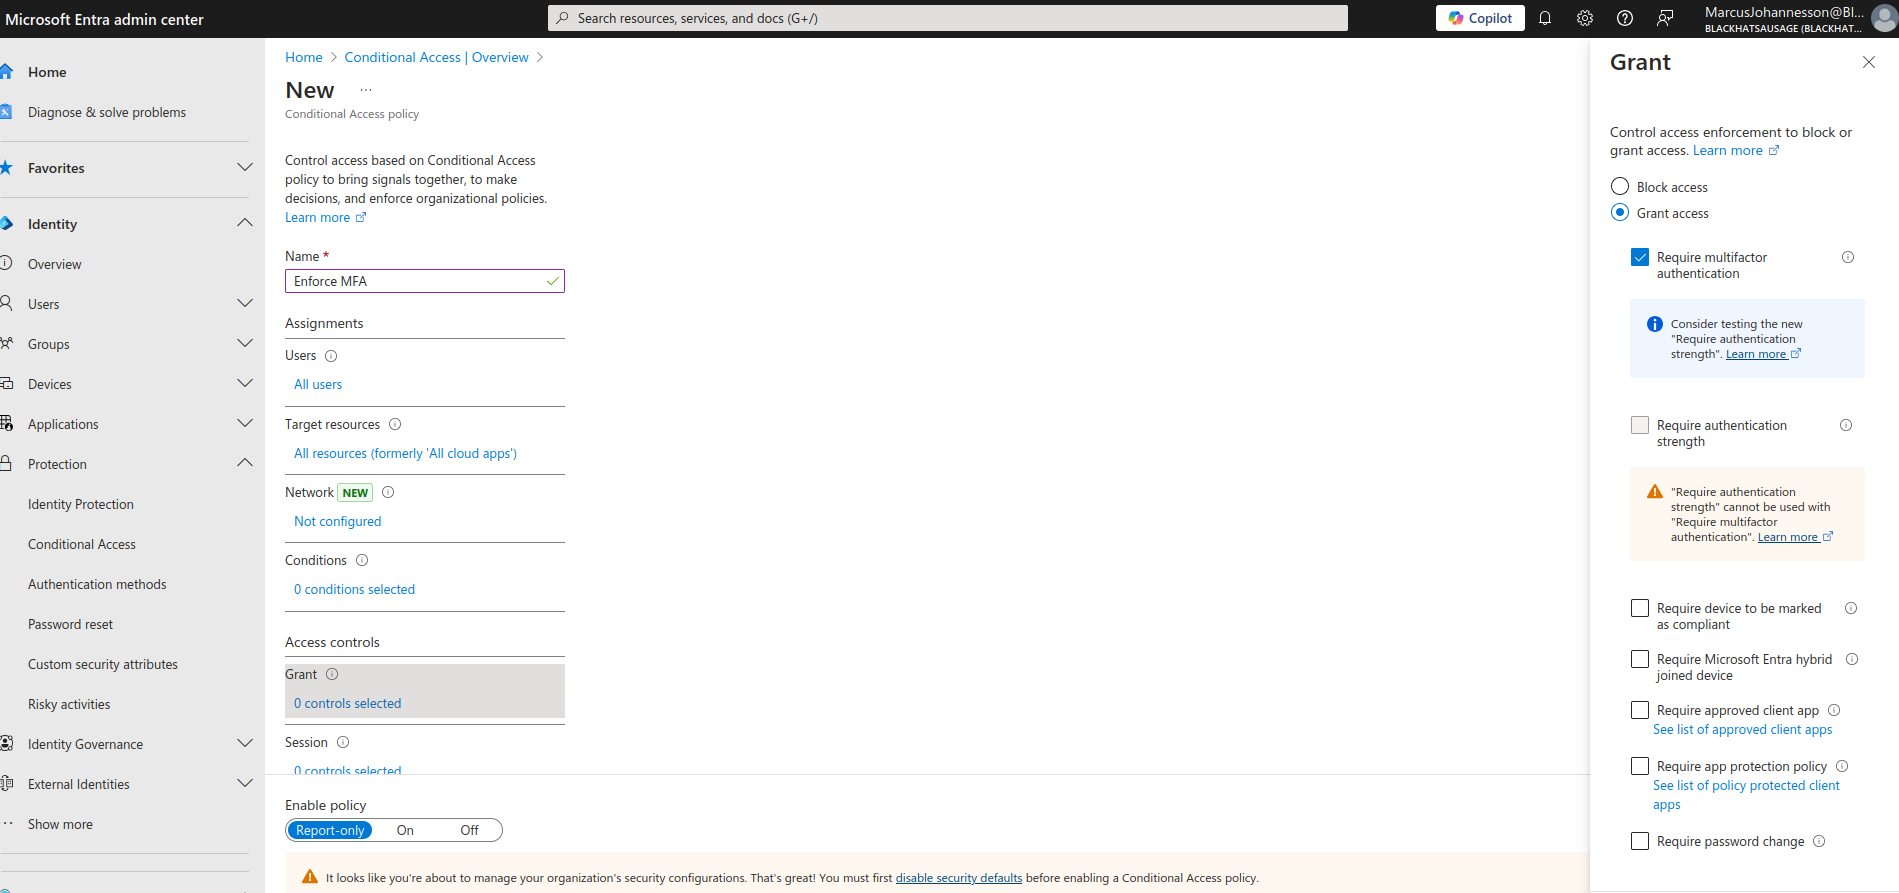 Microsoft Entra admin center
Search resources, services, and docs (G+/)
Copilot
MarcusJohannesson@Bl...
BLACKHATSAUSAGE (BLACKHAT...
Home
Diagnose & solve problems
Favorites
Identity
Overview
Users
Groups
Devices
Applications
Protection
Identity Protection
Conditional Access
Authentication methods
Password reset
Custom security attributes
Risky activities
Identity Governance
External Identities
Show more
Home > Conditional Access | Overview >
New ...
Conditional Access policy
Control access based on Conditional Access
policy to bring signals together, to make
decisions, and enforce organizational policies.
Learn more
Name *
Enforce MFA
Assignments
Users
All users
Target resources
All resources (formerly 'All cloud apps')
Network NEW
Not configured
Conditions
0 conditions selected
Access controls
Grant
0 controls selected
Session
0 controls selected
Enable policy
Report-only On Off
It looks like you're about to manage your organization's security configurations. That's great! You must first disable security defaults before enabling a Conditional Access policy.
Grant
Control access enforcement to block or
grant access. Learn more
Block access
Grant access
Require multifactor
authentication
Consider testing the new
"Require authentication
strength". Learn more
Require authentication
strength
"Require authentication
strength" cannot be used with
"Require multifactor
authentication". Learn more
Require device to be marked
as compliant
Require Microsoft Entra hybrid
joined device
Require approved client app
See list of approved client apps
Require app protection policy
See list of policy protected client
apps
Require password change